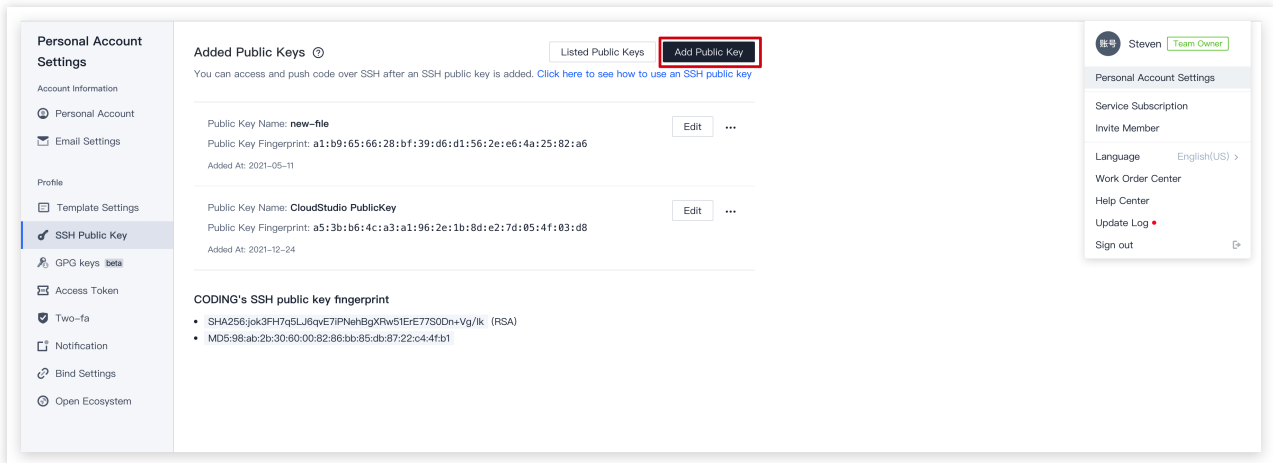 Personal Account
Settings
Account Information
Personal Account
Email Settings
Profile
Template Settings
SSH Public Key
GPG keys beta
Access Token
Two-fa
Notification
Bind Settings
Open Ecosystem
Added Public Keys ?
Listed Public Keys
Add Public Key
You can access and push code over SSH after an SSH public key is added. Click here to see how to use an SSH public key
Public Key Name: new-file
Edit ···
Public Key Fingerprint: a1:b9:65:66:28:bf:39:d6:d1:56:2e:e6:4a:25:82:a6
Added At: 2021-05-11
Public Key Name: CloudStudio PublicKey
Edit ···
Public Key Fingerprint: a5:3b:b6:4c:a3:a1:96:2e:1b:8d:e2:7d:05:4f:03:d8
Added At: 2021-12-24
CODING's SSH public key fingerprint
• SHA256:jok3FH7q5LJ6qvE7iPNehBgXRw51ErE77S0Dn+Vg/Ik (RSA)
• MD5:98:ab:2b:30:60:00:82:86:bb:85:db:87:22:c4:4f:b1
账号 Steven Team Owner
Personal Account Settings
Service Subscription
Invite Member
Language English(US) >
Work Order Center
Help Center
Update Log
Sign out